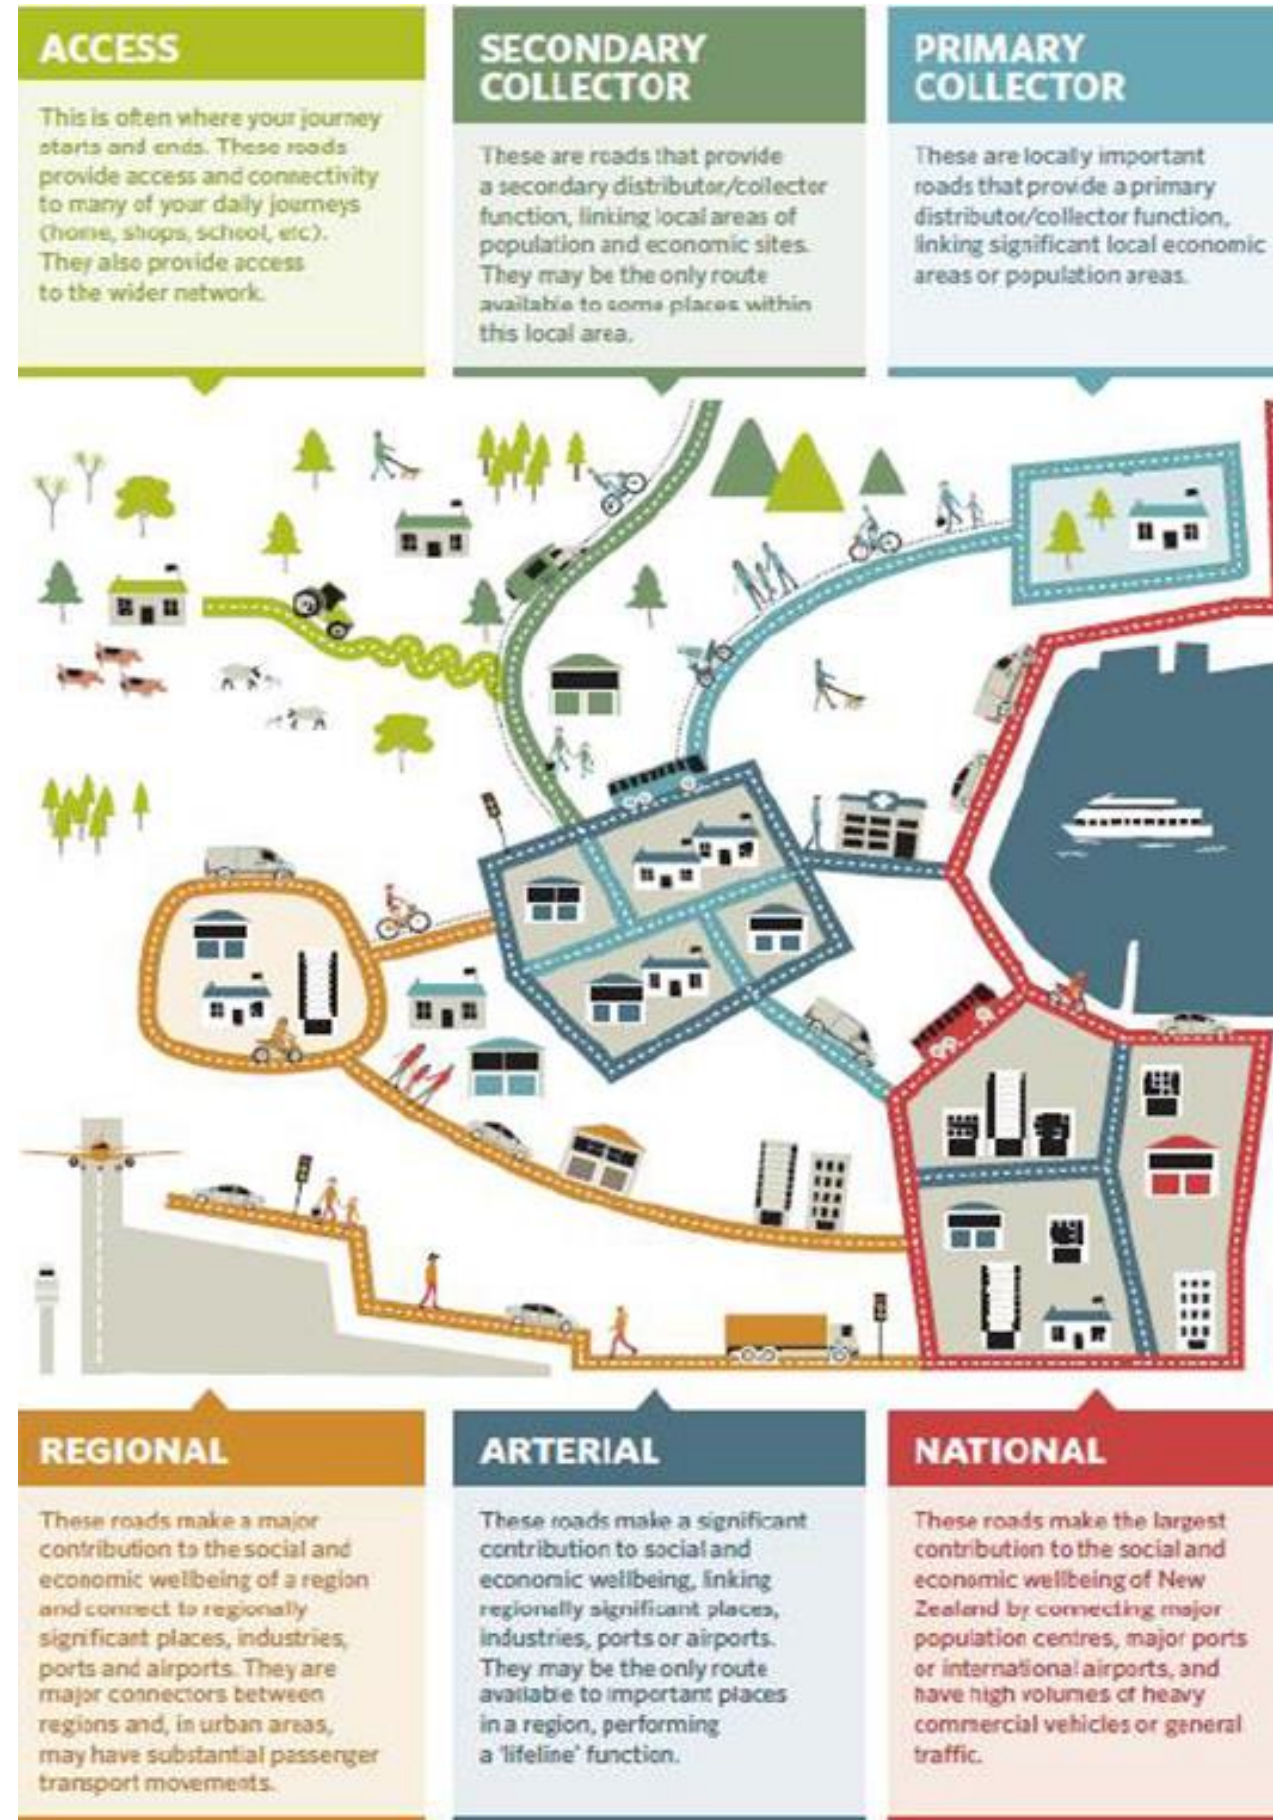 ACCESS
This is often where your journey
starts and ends. These roads
provide access and connectivity
to many of your daily journeys
(home, shops, school, etc).
They also provide access
to the wider network.
SECONDARY
COLLECTOR
These are roads that provide
a secondary distributor/collector
function, linking local areas of
population and economic sites.
They may be the only route
available to some places within
this local area.
PRIMARY
COLLECTOR
These are locally important
roads that provide a primary
distributor/collector function,
linking significant local economic
areas or population areas.
REGIONAL
These roads make a major
contribution to the social and
economic wellbeing of a region
and connect to regionally
significant places, industries,
ports and airports. They are
major connectors between
regions and, in urban areas,
may have substantial passenger
transport movements.
ARTERIAL
These roads make a significant
contribution to social and
economic wellbeing, linking
regionally significant places,
industries, ports or airports.
They may be the only route
available to important places
in a region, performing
a 'lifeline' function.
NATIONAL
These roads make the largest
contribution to the social and
economic wellbeing of New
Zealand by connecting major
population centres, major ports
or international airports, and
have high volumes of heavy
commercial vehicles or general
traffic.